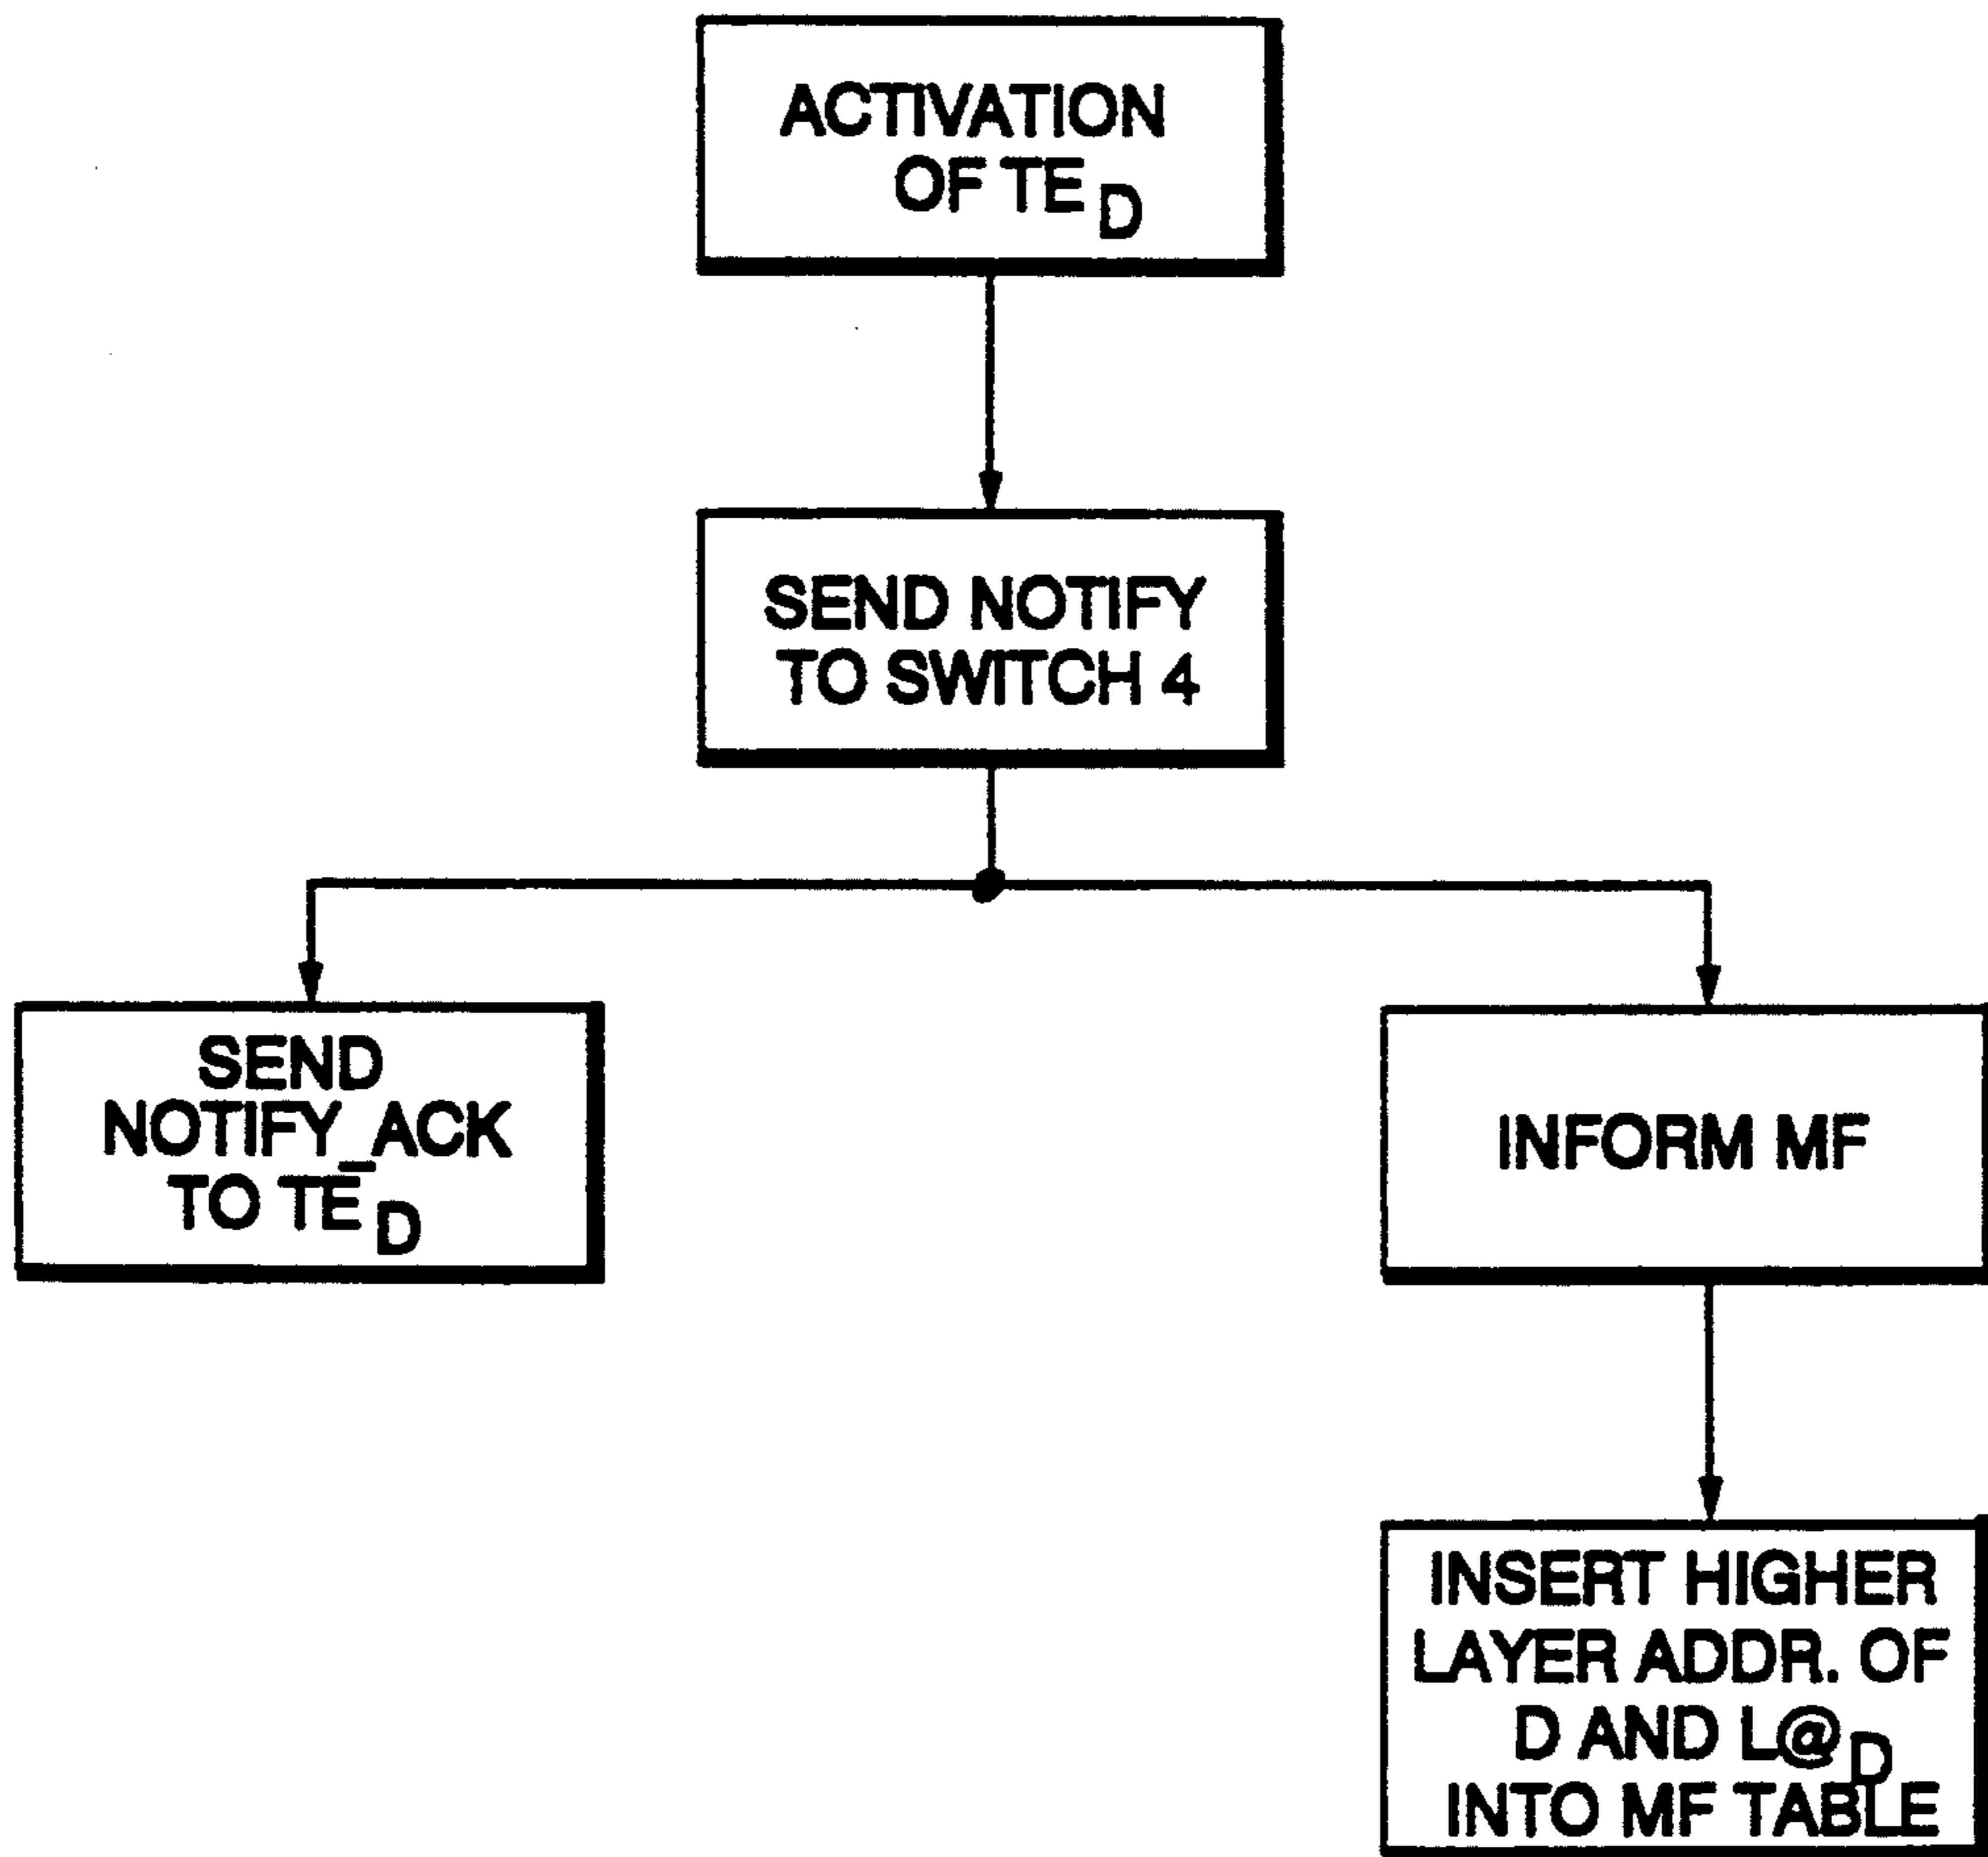 ACTIVATION
OF TE D
SEND NOTIFY
TO SWITCH 4
SEND
NOTIFY_ACK
TO TE D
INFORM MF
INSERT HIGHER
LAYER ADDR. OF
D AND L@ D
INTO MF TABLE